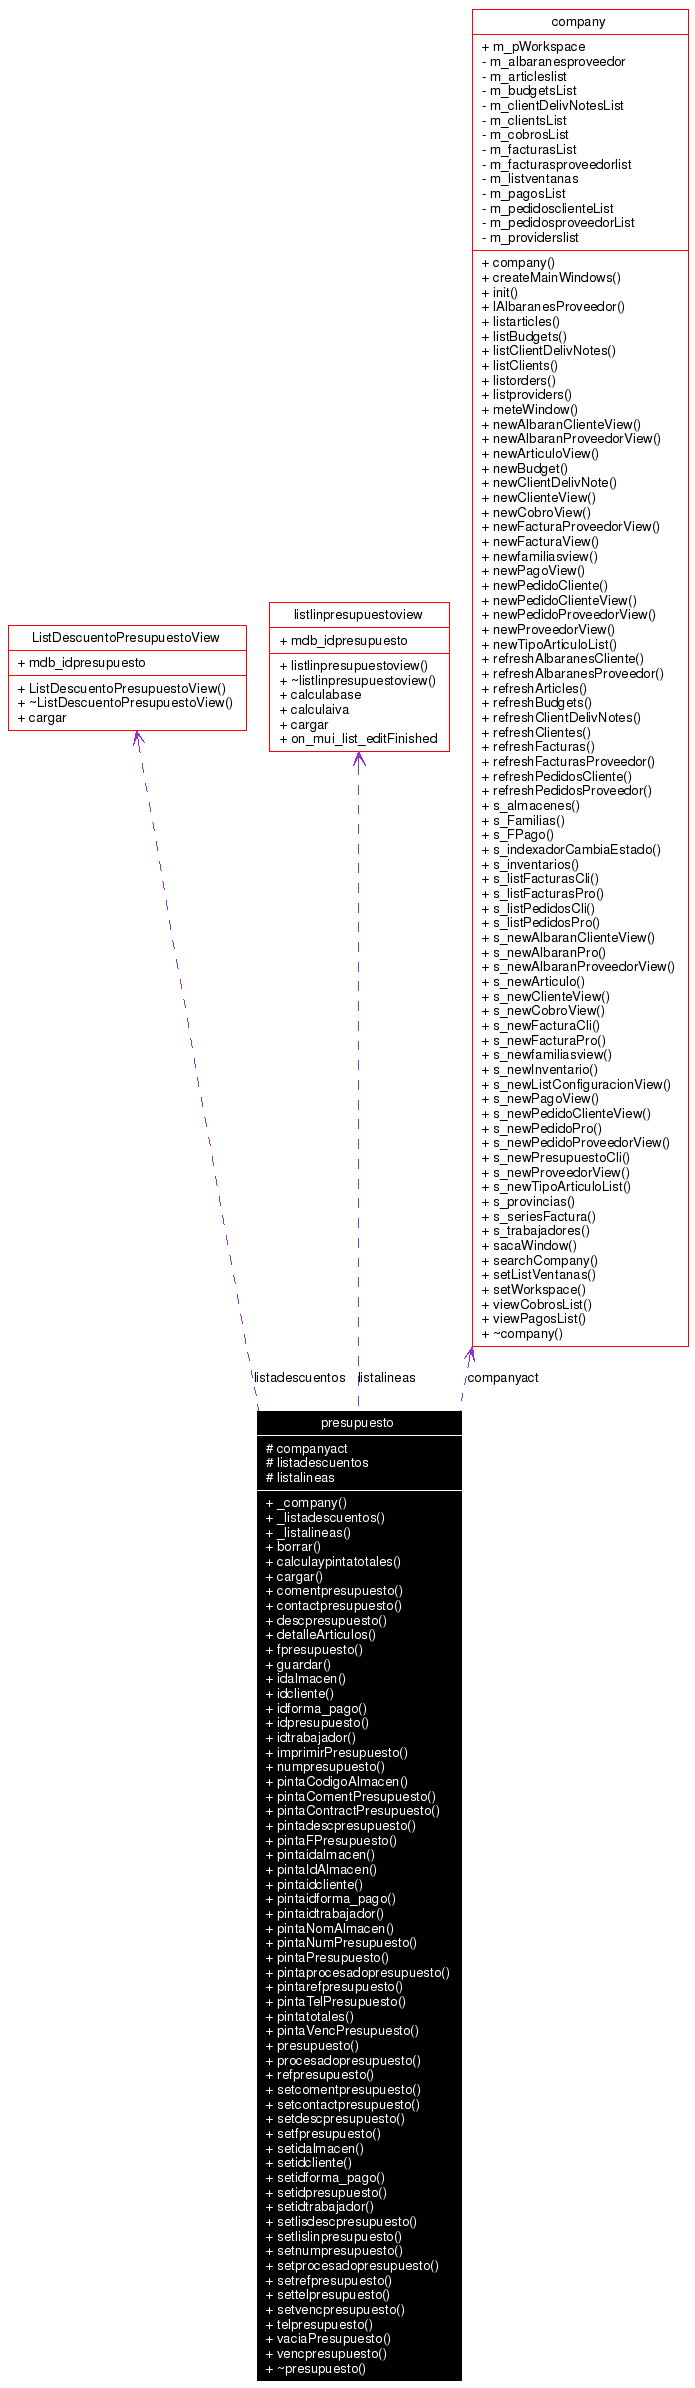 company
+ m_pWorkspace
- m_albaranesproveedor
- m_articleslist
- m_budgetsList
- m_clientDelivNotesList
- m_clientsList
- m_cobrosList
- m_facturasList
- m_facturasproveedorlist
- m_listventanas
- m_pagosList
- m_pedidosclienteList
- m_pedidosproveedorList
- m_providerslist
+ company()
+ createMainWindows()
+ init()
+ lAlbaranesProveedor()
+ listarticles()
+ listBudgets()
+ listClientDelivNotes()
+ listClients()
+ listorders()
+ listproviders()
+ meteWindow()
+ newAlbaranClienteView()
+ newAlbaranProveedorView()
+ newArticuloView()
+ newBudget()
+ newClientDelivNote()
+ newClienteView()
+ newCobroView()
+ newFacturaProveedorView()
+ newFacturaView()
+ newfamiliasview()
+ newPagoView()
+ newPedidoCliente()
+ newPedidoClienteView()
+ newPedidoProveedorView()
+ newProveedorView()
+ newTipoArticuloList()
+ refreshAlbaranesCliente()
+ refreshAlbaranesProveedor()
+ refreshArticles()
+ refreshBudgets()
+ refreshClientDelivNotes()
+ refreshClientes()
+ refreshFacturas()
+ refreshFacturasProveedor()
+ refreshPedidosCliente()
+ refreshPedidosProveedor()
+ s_almacenes()
+ s_Familias()
+ s_FPago()
+ s_indexadorCambiaEstado()
+ s_inventarios()
+ s_listFacturasCli()
+ s_listFacturasPro()
+ s_listPedidosCli()
+ s_listPedidosPro()
+ s_newAlbaranClienteView()
+ s_newAlbaranPro()
+ s_newAlbaranProveedorView()
+ s_newArticulo()
+ s_newClienteView()
+ s_newCobroView()
+ s_newFacturaCli()
+ s_newFacturaPro()
+ s_newfamiliasview()
+ s_newInventario()
+ s_newListConfiguracionView()
+ s_newPagoView()
+ s_newPedidoClienteView()
+ s_newPedidoPro()
+ s_newPedidoProveedorView()
+ s_newPresupuestoCli()
+ s_newProveedorView()
+ s_newTipoArticuloList()
+ s_provincias()
+ s_seriesFactura()
+ s_trabajadores()
+ sacaWindow()
+ searchCompany()
+ setListVentanas()
+ setWorkspace()
+ viewCobrosList()
+ viewPagosList()
+ ~company()
ListDescuentoPresupuestoView
+ mdb_idpresupuesto
+ ListDescuentoPresupuestoView()
+ ~ListDescuentoPresupuestoView()
+ cargar
listlinpresupuestoview
+ mdb_idpresupuesto
+ listlinpresupuestoview()
+ ~listlinpresupuestoview()
+ calculabase
+ calculaiva
+ cargar
+ on_mui_list_editFinished
listadescuentos
listalineas
companyact
presupuesto
# companyact
# listadescuentos
# listalineas
+ _company()
+ _listadescuentos()
+ _listalineas()
+ borrar()
+ calculaypintatotales()
+ cargar()
+ comentpresupuesto()
+ contactpresupuesto()
+ descpresupuesto()
+ detalleArticulos()
+ fpresupuesto()
+ guardar()
+ idalmacen()
+ idcliente()
+ idforma_pago()
+ idpresupuesto()
+ idtrabajador()
+ imprimirPresupuesto()
+ numpresupuesto()
+ pintaCodigoAlmacen()
+ pintaComentPresupuesto()
+ pintaContractPresupuesto()
+ pintadescpresupuesto()
+ pintaFPresupuesto()
+ pintaidalmacen()
+ pintaIdAlmacen()
+ pintaidcliente()
+ pintaidforma_pago()
+ pintaidtrabajador()
+ pintaNomAlmacen()
+ pintaNumPresupuesto()
+ pintaPresupuesto()
+ pintaprocesadopresupuesto()
+ pintarefpresupuesto()
+ pintaTelPresupuesto()
+ pintatotales()
+ pintaVencPresupuesto()
+ presupuesto()
+ procesadopresupuesto()
+ refpresupuesto()
+ setcomentpresupuesto()
+ setcontactpresupuesto()
+ setdescpresupuesto()
+ setfpresupuesto()
+ setidalmacen()
+ setidcliente()
+ setidforma_pago()
+ setidpresupuesto()
+ setidtrabajador()
+ setlisdescpresupuesto()
+ setlislinpresupuesto()
+ setnumpresupuesto()
+ setprocesadopresupuesto()
+ setrefpresupuesto()
+ settelpresupuesto()
+ setvencpresupuesto()
+ telpresupuesto()
+ vaciaPresupuesto()
+ vencpresupuesto()
+ ~presupuesto()